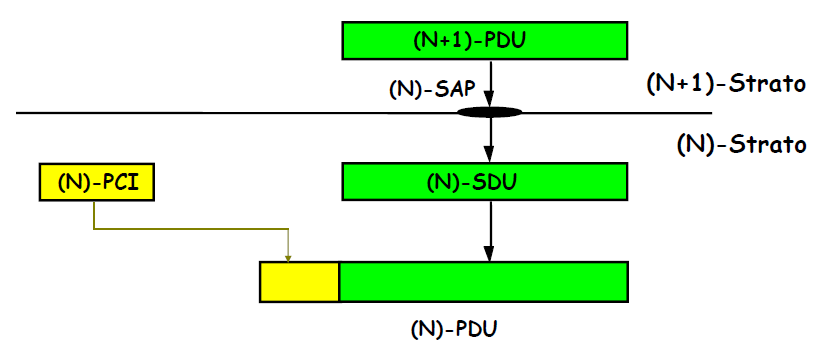 (N+1)-PDU
(N)-SAP
(N+1)-Strato
(N)-Strato
(N)-PCI
(N)-SDU
(N)-PDU